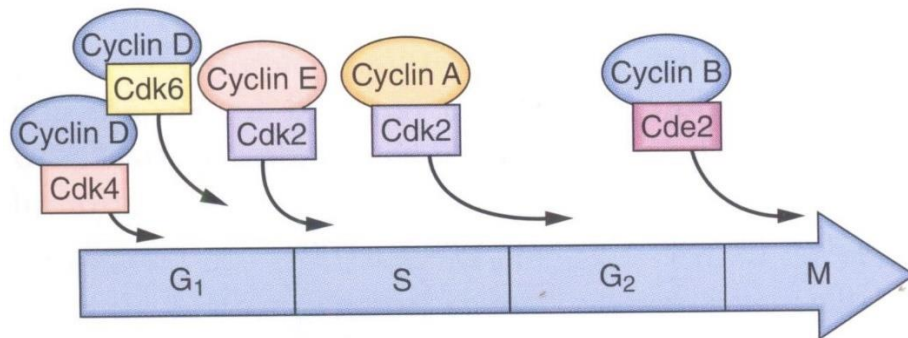 Cyclin D
Cdk6
Cyclin D
Cdk4
Cyclin E
Cdk2
Cyclin A
Cdk2
Cyclin B
Cde2
G₁
S
G₂
M